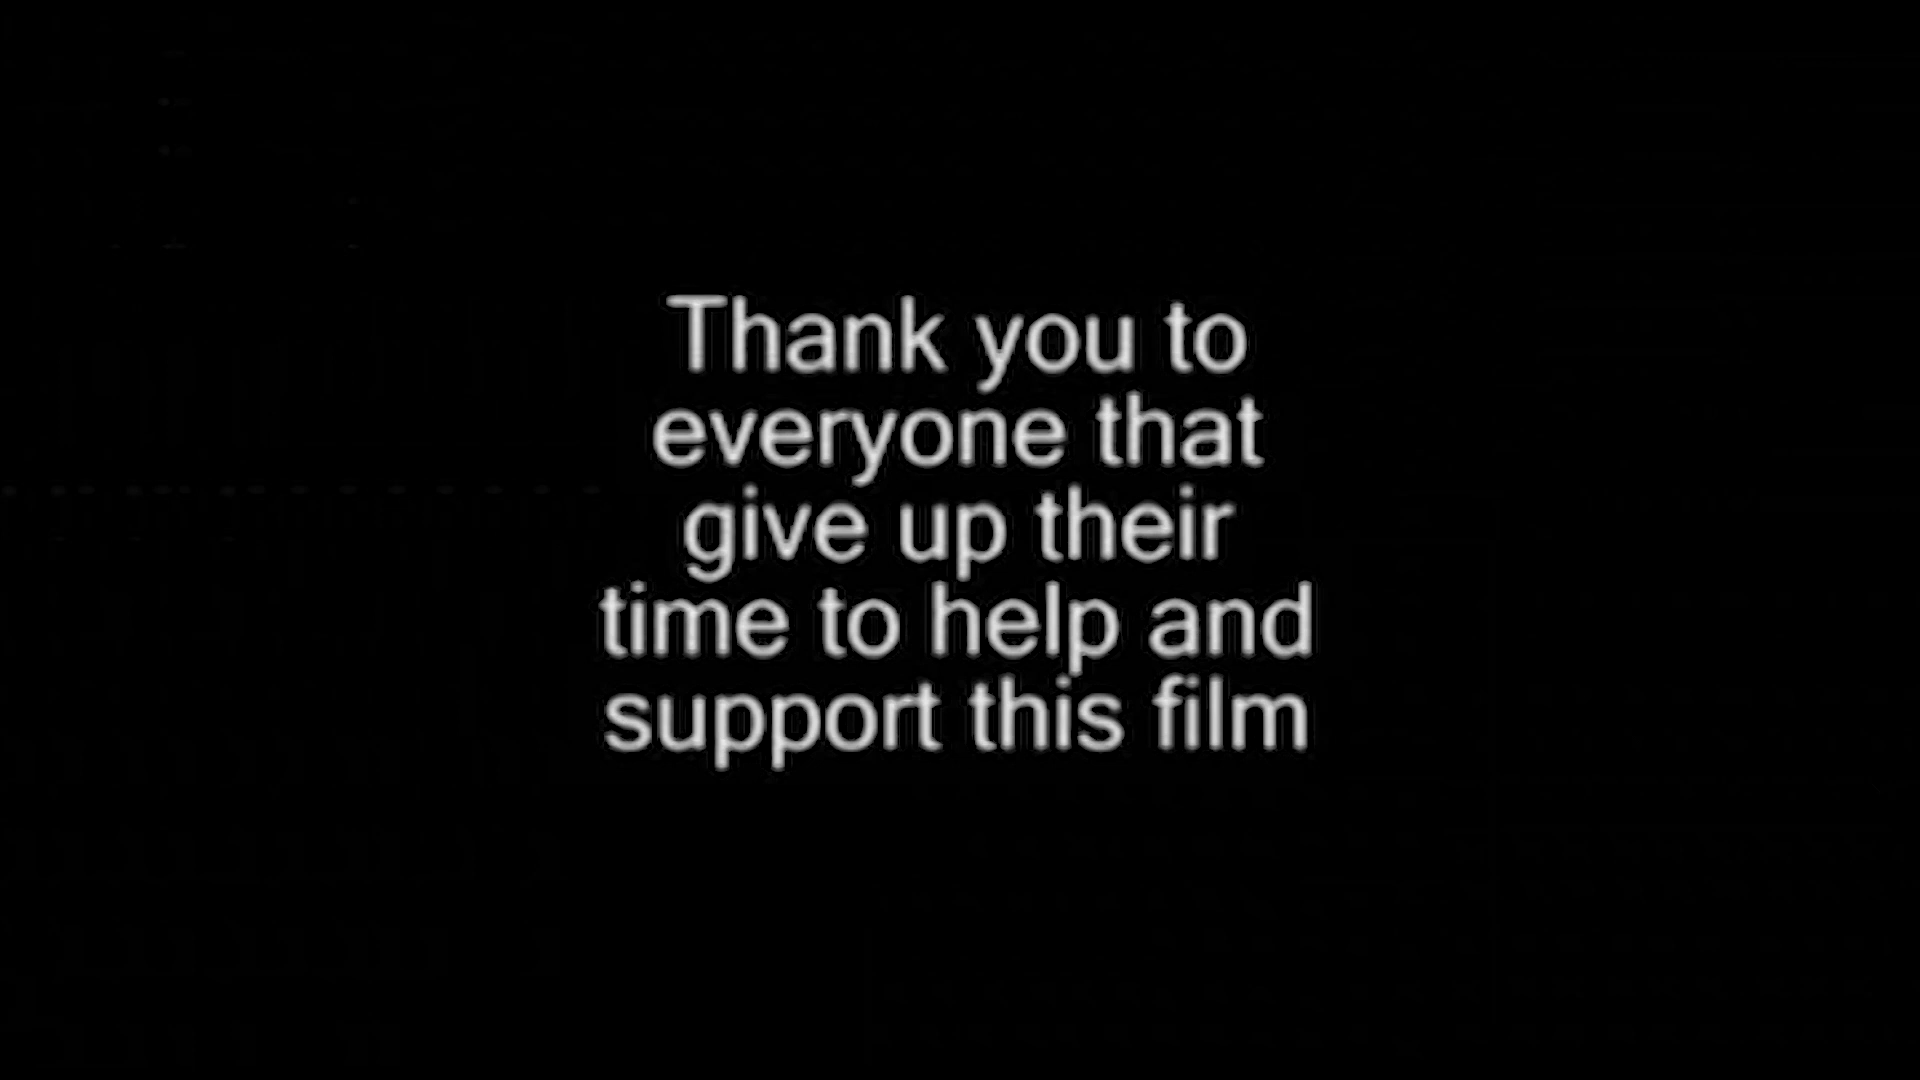 Thank you to
everyone that
give up their
time to help and
support this film